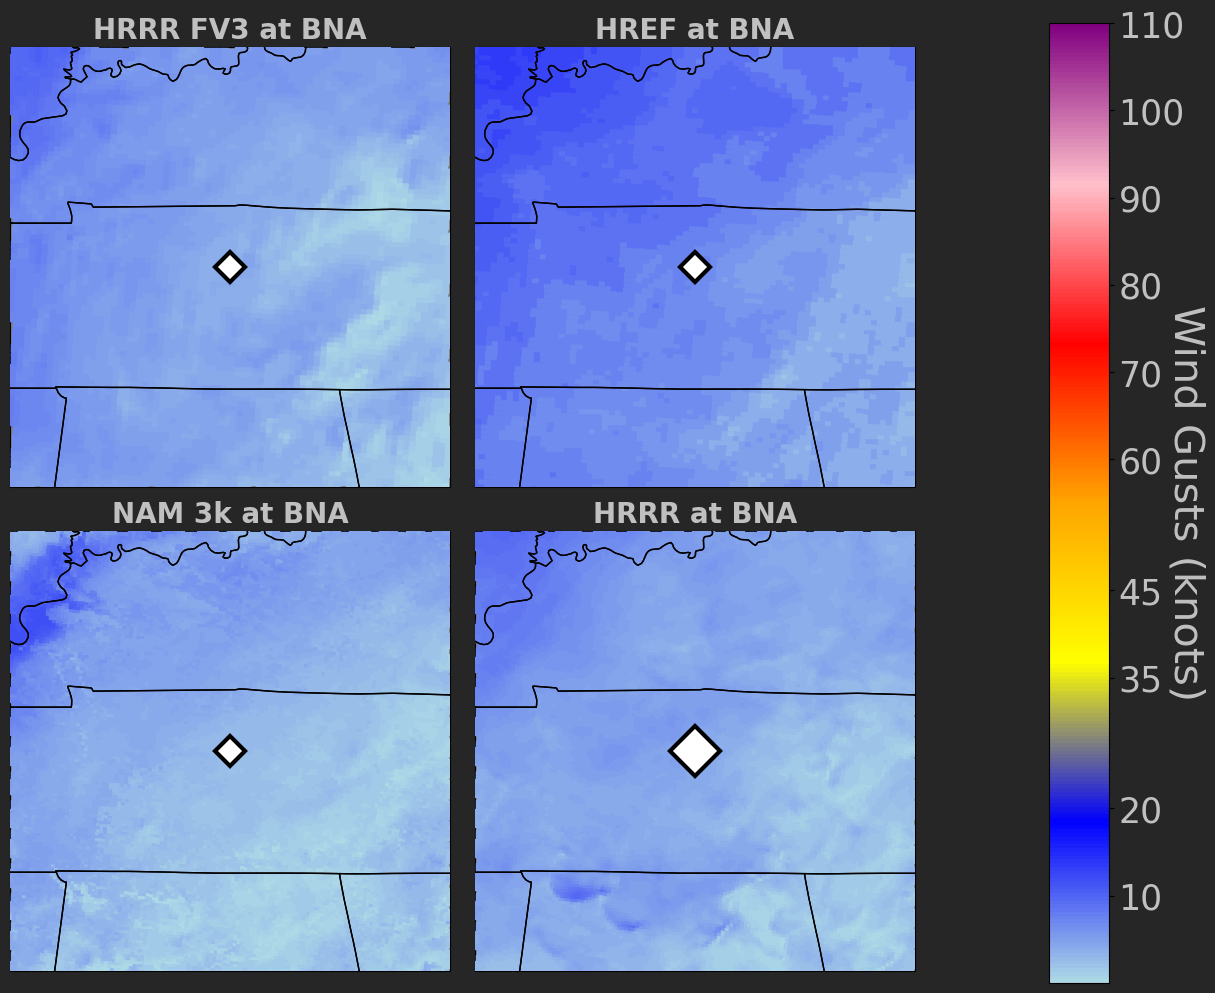 HRRR FV3 at BNA
HREF at BNA
NAM 3k at BNA
HRRR at BNA
110
100
90
80
70
60
45
35
20
10
Wind Gusts (knots)